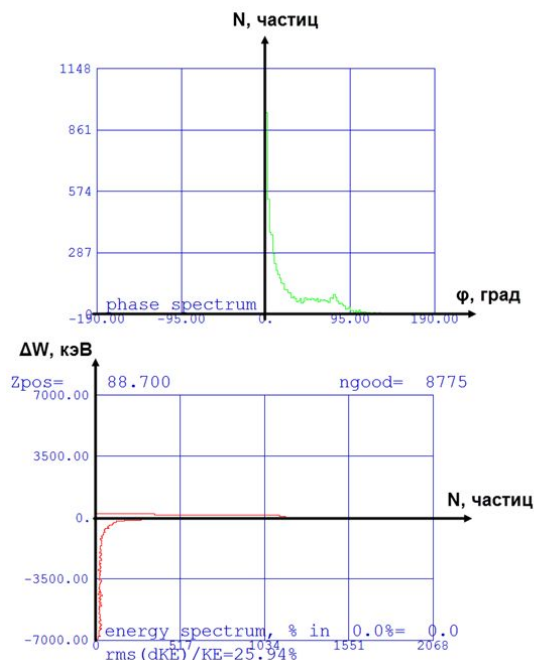 N, частиц
1148
861
574
287
0
phase spectrum
φ, град
-190.00 -95.00 0. 95.00 190.00
ΔW, кэВ
Zpos= 88.700 ngood= 8775
7000.00
3500.00
N, частиц
0.
-3500.00
energy spectrum, % in 0.0%= 0.0
-7000.00
0 517 1034 1551 2068
rms(dKE)/KE=25.94%